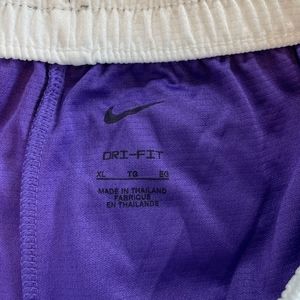 DRI-FIT
XL TG EG
MADE IN THAILAND
FABRIQUÉ
EN THAÏLANDE